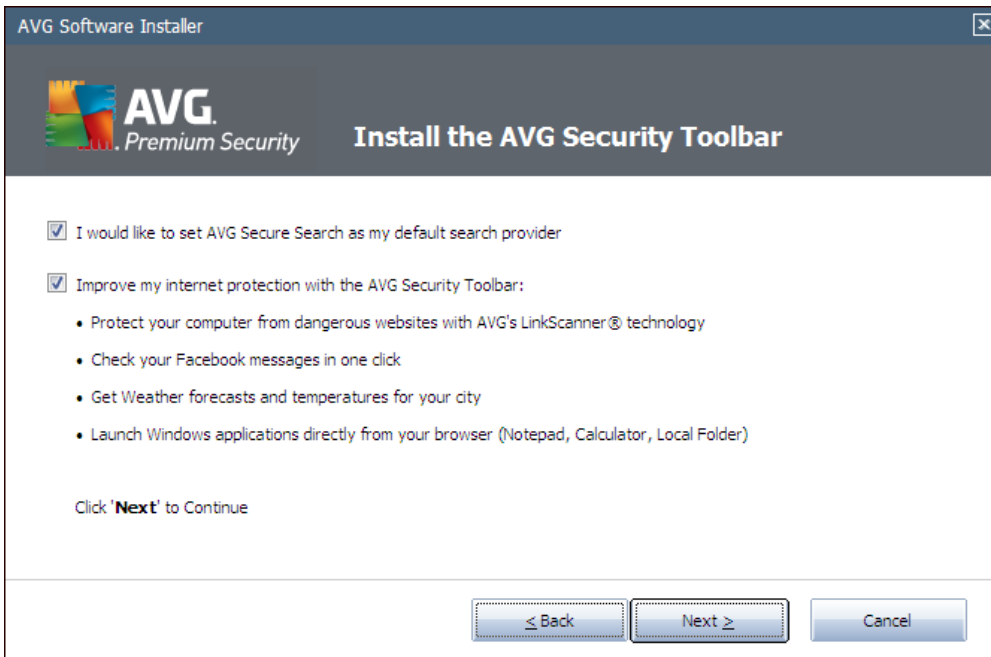 AVG Software Installer
AVG.
Premium Security
Install the AVG Security Toolbar
I would like to set AVG Secure Search as my default search provider
Improve my internet protection with the AVG Security Toolbar:
• Protect your computer from dangerous websites with AVG's LinkScanner® technology
• Check your Facebook messages in one click
• Get Weather forecasts and temperatures for your city
• Launch Windows applications directly from your browser (Notepad, Calculator, Local Folder)
Click 'Next' to Continue
< Back
Next >
Cancel